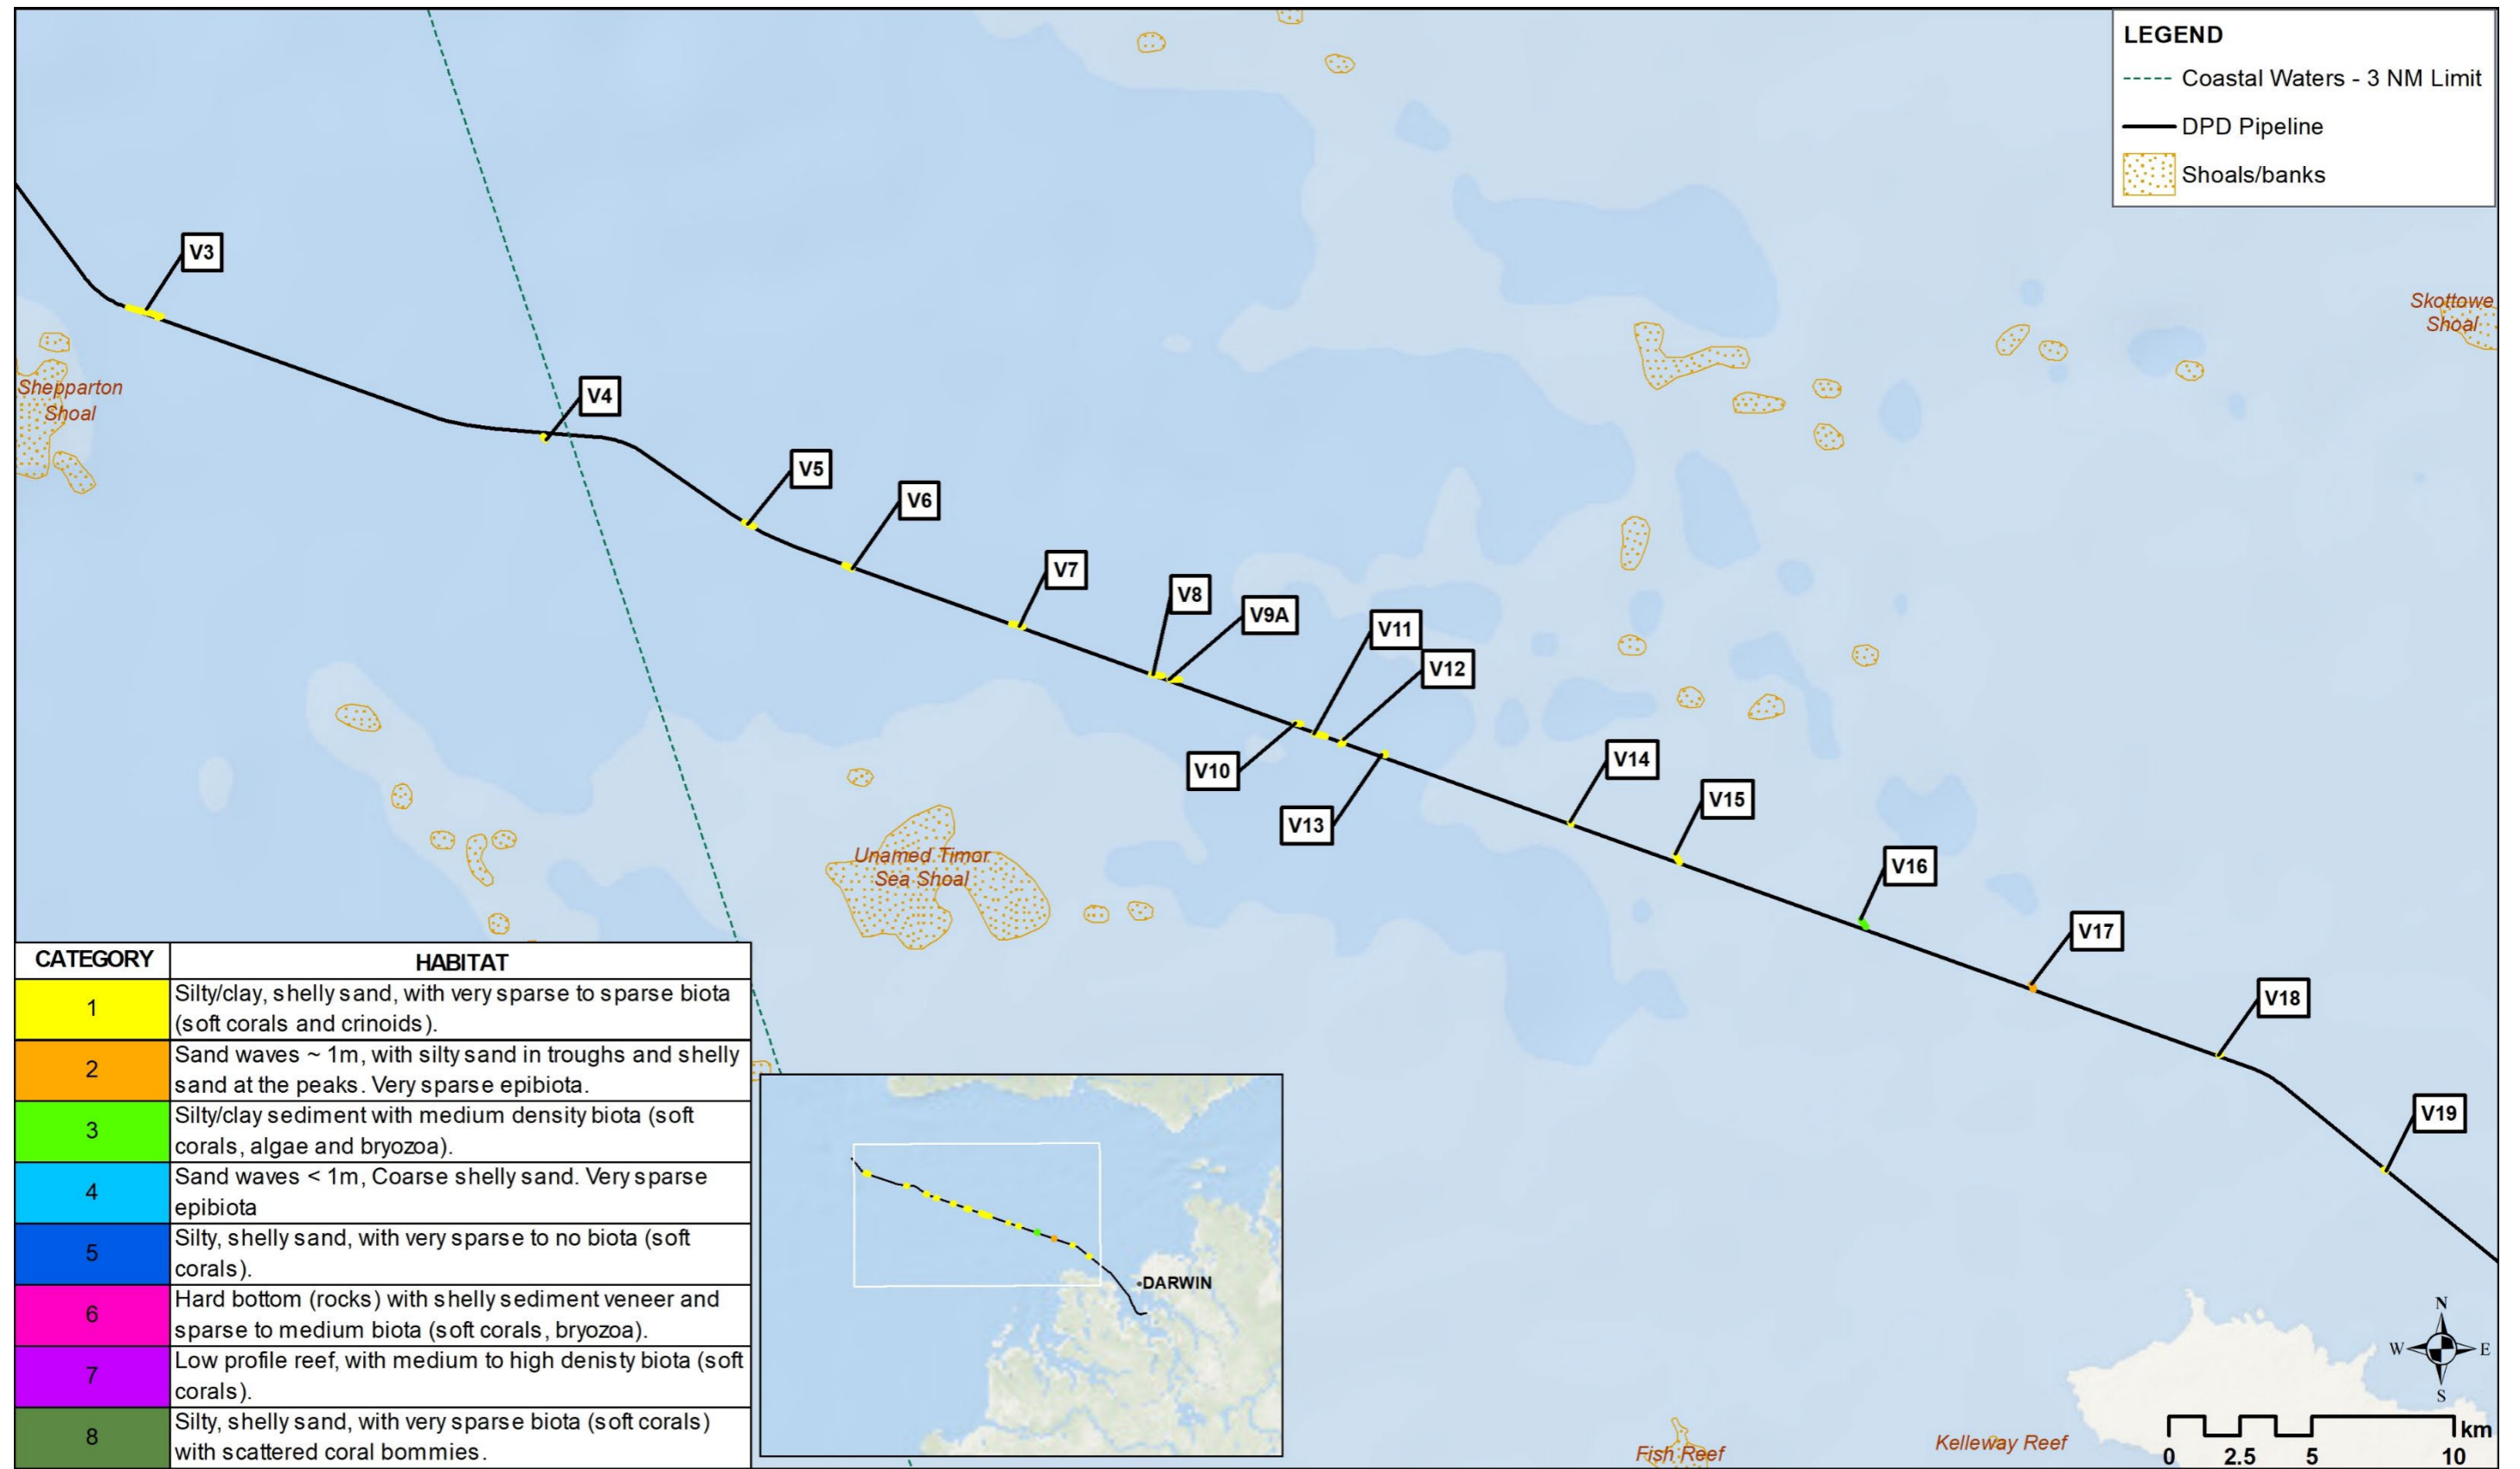 LEGEND
Coastal Waters - 3 NM Limit
DPD Pipeline
Shoals/banks
V3
Skottowe
Shoal
Shepparton
Shoal
V4
V5
V6
V7
V8
V9A
V11
V12
V10
V13
V14
V15
V16
V17
V18
V19
Unamed Timor
Sea Shoal
CATEGORY HABITAT
1 Silty/clay, shelly sand, with very sparse to sparse biota
(soft corals and crinoids).
2 Sand waves ~ 1m, with silty sand in troughs and shelly
sand at the peaks. Very sparse epibiota.
3 Silty/clay sediment with medium density biota (soft
corals, algae and bryozoa).
4 Sand waves < 1m, Coarse shelly sand. Very sparse
epibiota
5 Silty, shelly sand, with very sparse to no biota (soft
corals).
6 Hard bottom (rocks) with shelly sediment veneer and
sparse to medium biota (soft corals, bryozoa).
7 Low profile reef, with medium to high denisty biota (soft
corals).
8 Silty, shelly sand, with very sparse biota (soft corals)
with scattered coral bommies.
DARWIN
N
W E
S
Fish Reef
Kelleway Reef
km
0 2.5 5 10